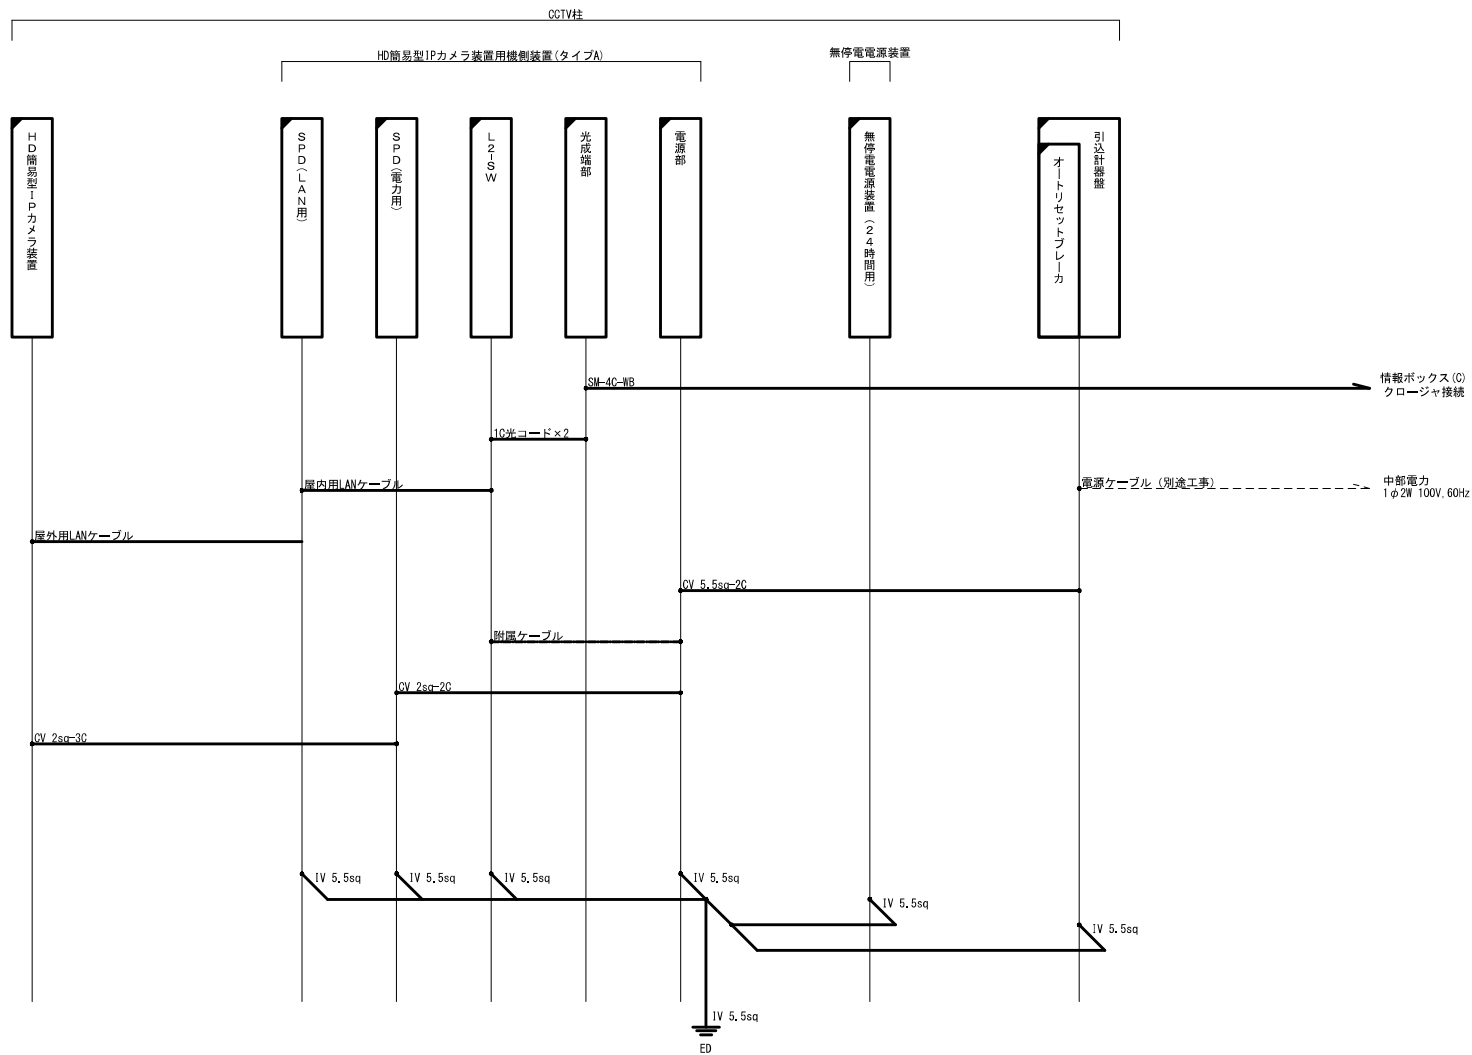 CCTV柱
HD簡易型IPカメラ装置用機側装置(タイプA)
無停電電源装置
HD簡易型IPカメラ装置
SPD(LAN用)
SPD(電力用)
L2-SW
光成端部
電源部
無停電電源装置(24時間用)
オートリセットブレーカ
引込計器盤
SM-4C-WB
情報ボックス(C)
クロージャ接続
1C光コード×2
屋内用LANケーブル
電源ケーブル (別途工事)
中部電力
1φ2W 100V,60Hz
屋外用LANケーブル
CV 5.5sq-2C
附属ケーブル
CV 2sq-2C
CV 2sq-3C
IV 5.5sq
IV 5.5sq
IV 5.5sq
IV 5.5sq
IV 5.5sq
IV 5.5sq
IV 5.5sq
ED